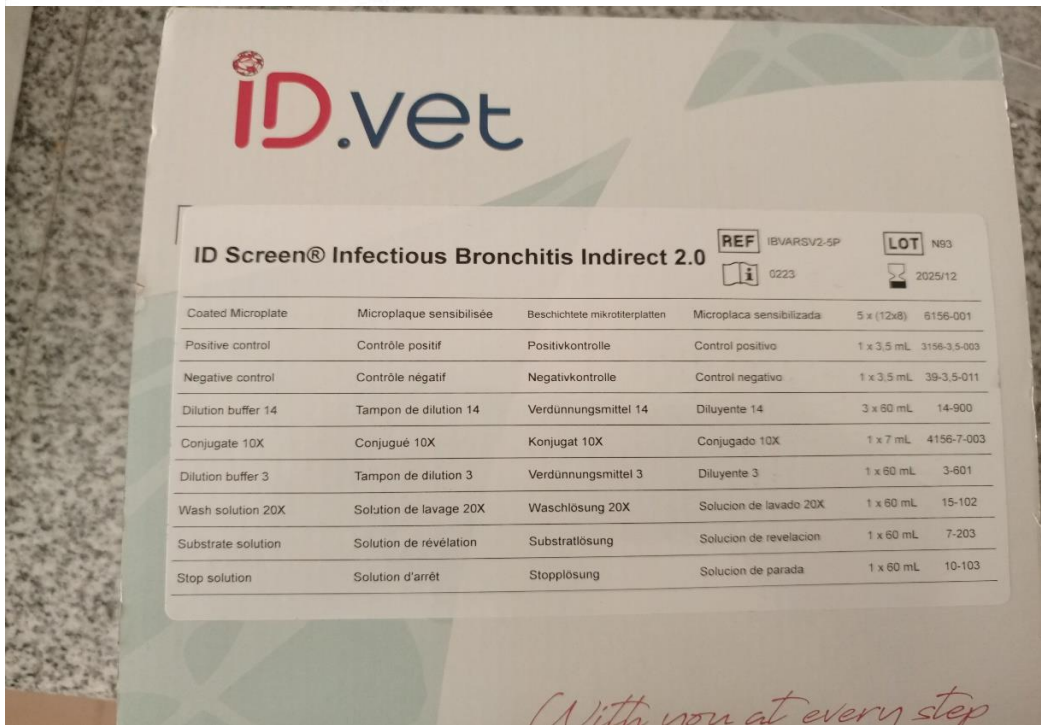 iD.vet
ID Screen® Infectious Bronchitis Indirect 2.0 REF IBVARSV2-5P LOT N93
i 0223 2025/12
Coated Microplate Microplaque sensibilisée Beschichtete mikrotiterplatten Microplaca sensibilizada 5 x (12x8) 6156-001
Positive control Contrôle positif Positivkontrolle Control positivo 1 x 3,5 mL 3156-3,5-003
Negative control Contrôle négatif Negativkontrolle Control negativo 1 x 3,5 mL 39-3,5-011
Dilution buffer 14 Tampon de dilution 14 Verdünnungsmittel 14 Diluyente 14 3 x 60 mL 14-900
Conjugate 10X Conjugué 10X Konjugat 10X Conjugado 10X 1 x 7 mL 4156-7-003
Dilution buffer 3 Tampon de dilution 3 Verdünnungsmittel 3 Diluyente 3 1 x 60 mL 3-601
Wash solution 20X Solution de lavage 20X Waschlösung 20X Solucion de lavado 20X 1 x 60 mL 15-102
Substrate solution Solution de révélation Substratlösung Solucion de revelacion 1 x 60 mL 7-203
Stop solution Solution d'arrêt Stopplösung Solucion de parada 1 x 60 mL 10-103
With you at every step